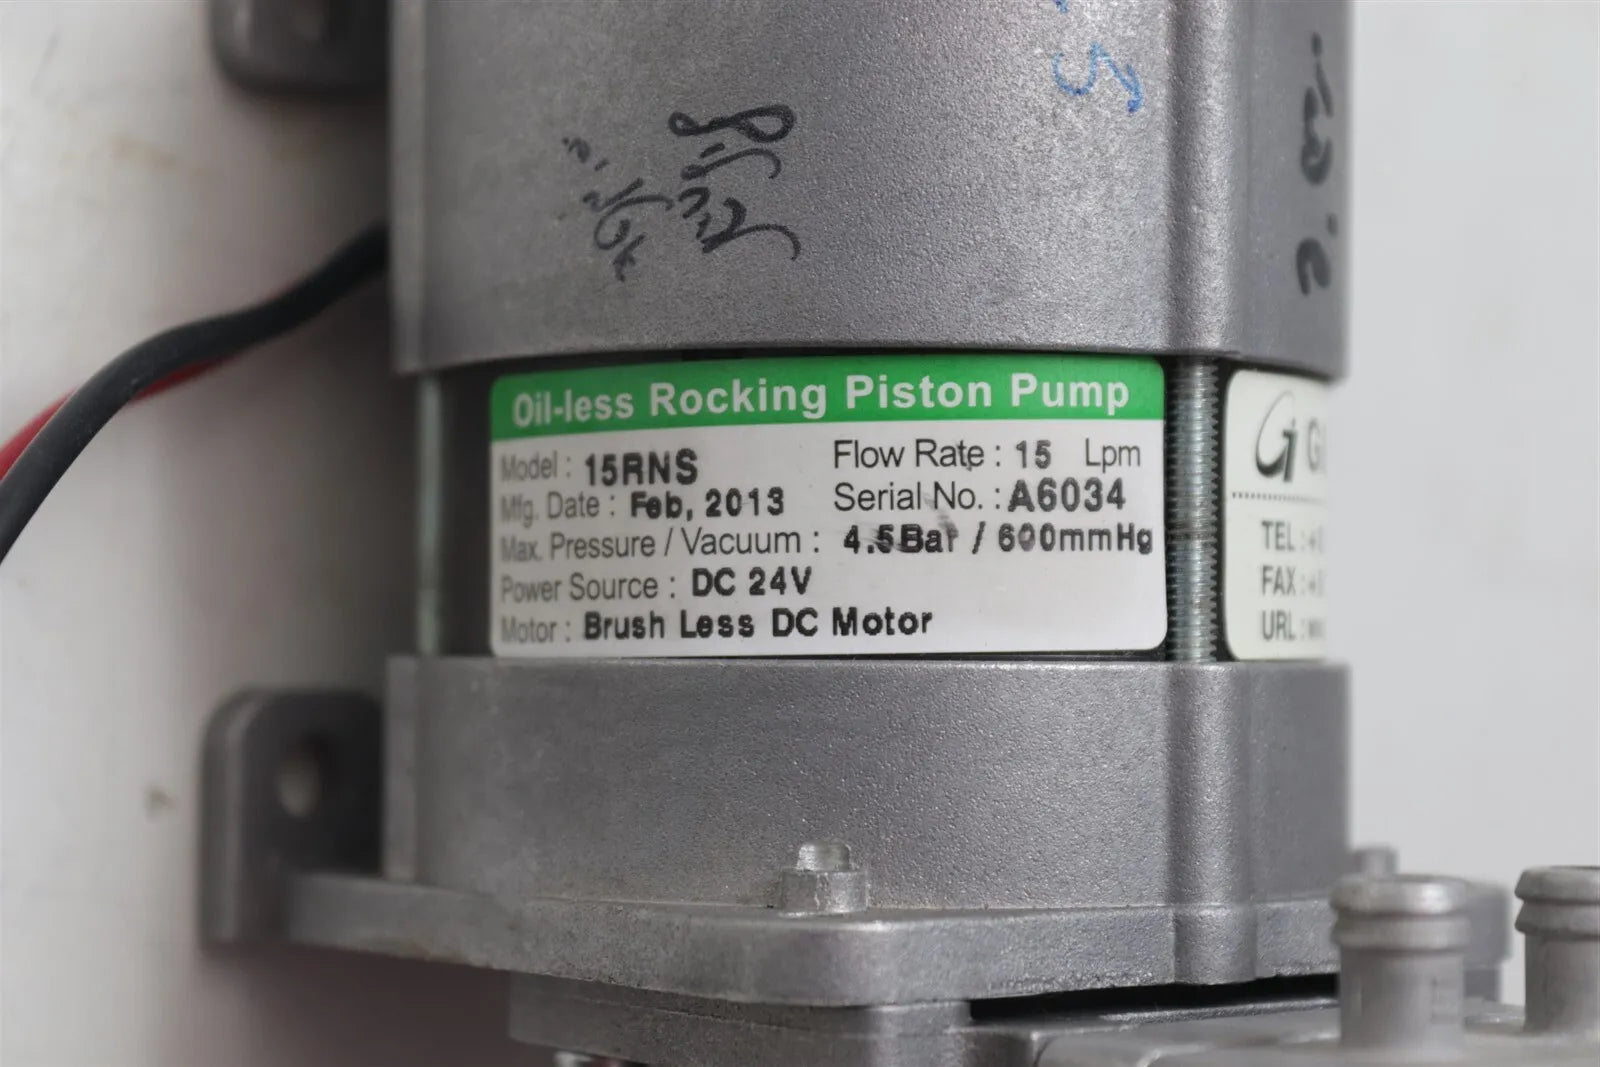 Oil-less Rocking Piston Pump
Model : 15RNS
Flow Rate : 15 Lpm
Mfg. Date : Feb, 2013
Serial No. : A6034
Max. Pressure / Vacuum : 4.5Bar / 600mmHg
Power Source : DC 24V
Motor : Brush Less DC Motor
G
TEL :
FAX :
URL :